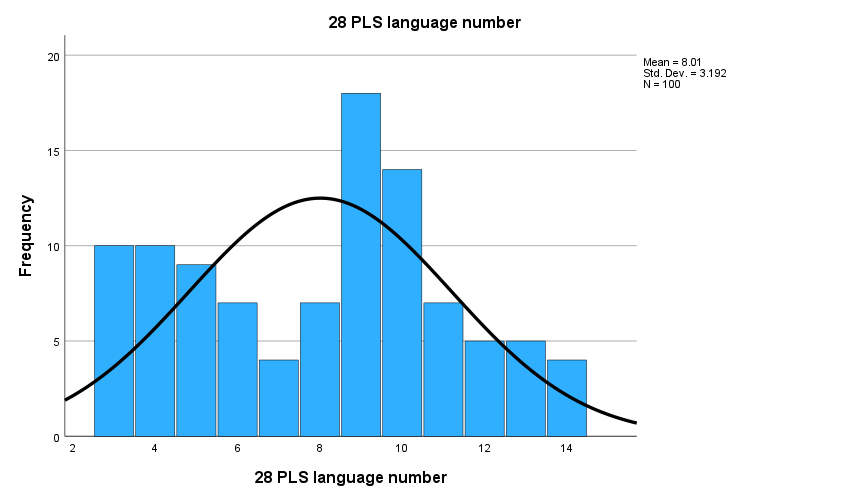 28 PLS language number
Mean = 8.01
Std. Dev. = 3.192
N = 100
Frequency
20
15
10
5
0
2 4 6 8 10 12 14
28 PLS language number